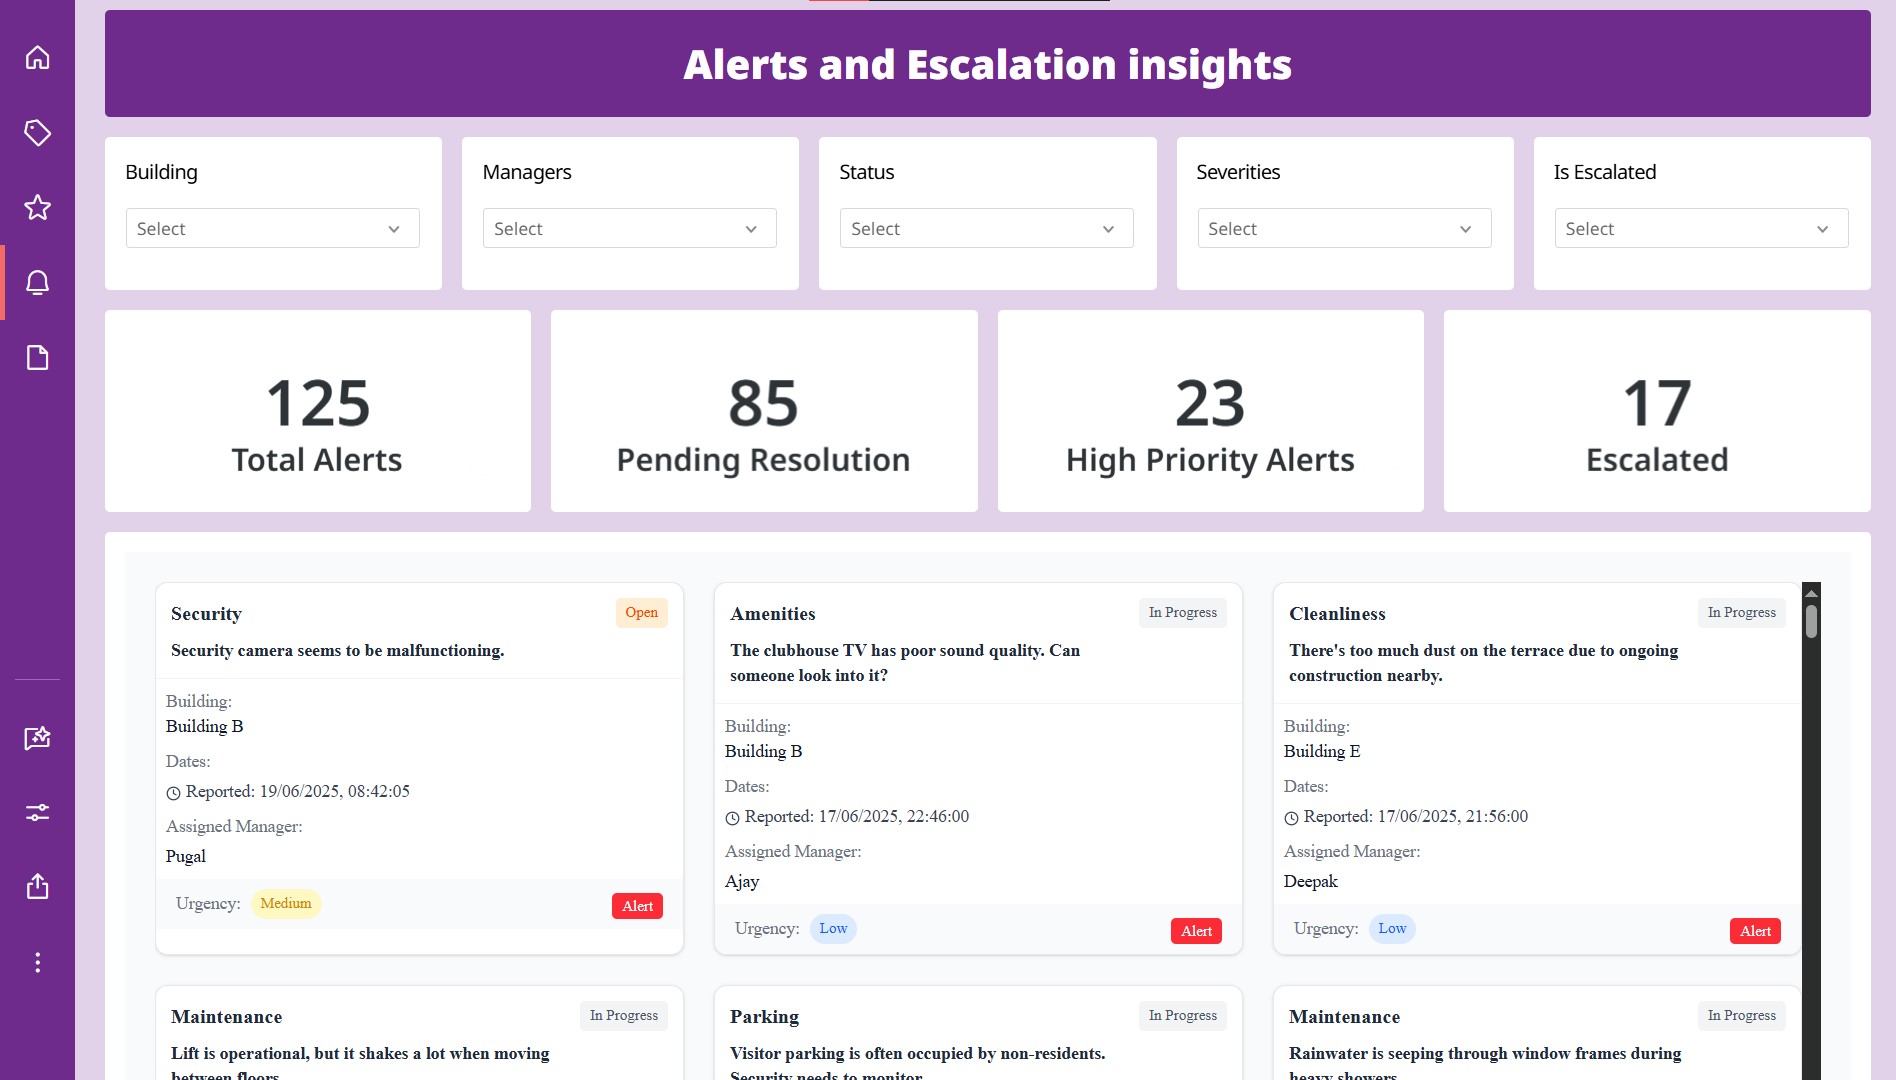 Alerts and Escalation insights
Building
Managers
Status
Severities
Is Escalated
Select
Select
Select
Select
Select
125
Total Alerts
85
Pending Resolution
23
High Priority Alerts
17
Escalated
Security
Open
Security camera seems to be malfunctioning.
Building:
Building B
Dates:
Reported: 19/06/2025, 08:42:05
Assigned Manager:
Pugal
Urgency: Medium
Alert
Amenities
In Progress
The clubhouse TV has poor sound quality. Can
someone look into it?
Building:
Building B
Dates:
Reported: 17/06/2025, 22:46:00
Assigned Manager:
Ajay
Urgency: Low
Alert
Cleanliness
In Progress
There's too much dust on the terrace due to ongoing
construction nearby.
Building:
Building E
Dates:
Reported: 17/06/2025, 21:56:00
Assigned Manager:
Deepak
Urgency: Low
Alert
Maintenance
In Progress
Lift is operational, but it shakes a lot when moving
between floors.
Parking
In Progress
Visitor parking is often occupied by non-residents.
Security needs to monitor.
Maintenance
In Progress
Rainwater is seeping through window frames during
heavy showers.